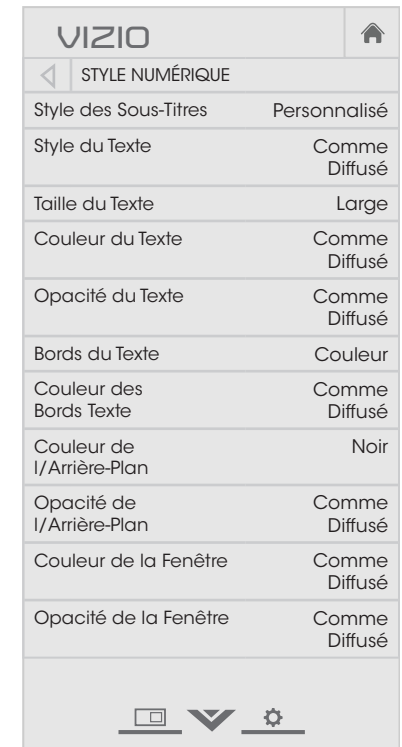 VIZIO
STYLE NUMÉRIQUE
Style des Sous-Titres Personnalisé
Style du Texte Comme
Diffusé
Taille du Texte Large
Couleur du Texte Comme
Diffusé
Opacité du Texte Comme
Diffusé
Bords du Texte Couleur
Couleur des Comme
Bords Texte Diffusé
Couleur de Noir
l/Arrière-Plan
Opacité de Comme
l/Arrière-Plan Diffusé
Couleur de la Fenêtre Comme
Diffusé
Opacité de la Fenêtre Comme
Diffusé